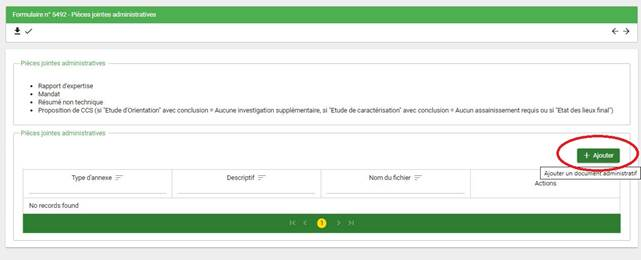 Formulaire n° 5492 - Pièces jointes administratives
Pièces jointes administratives
Rapport d'expertise
Mandat
Résumé non technique
Proposition de CCS (si "Etude d'Orientation" avec conclusion = Aucune investigation supplémentaire, si "Etude de caractérisation" avec conclusion = Aucun assainissement requis ou si "Etat des lieux final")
Pièces jointes administratives
+ Ajouter
Ajouter un document administratif
Type d'annexe Descriptif Nom du fichier Actions
No records found
1